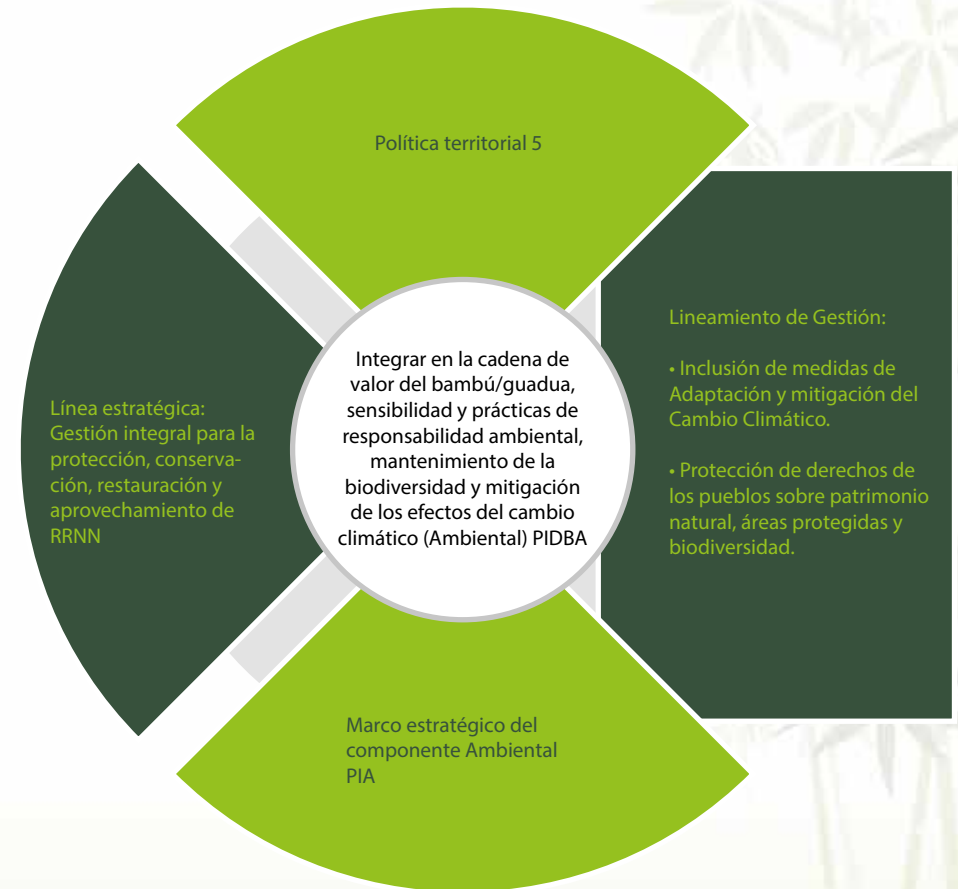 Política territorial 5
Línea estratégica:
Gestión integral para la
protección, conserva-
ción, restauración y
aprovechamiento de
RRNN
Integrar en la cadena de
valor del bambú/guadua,
sensibilidad y prácticas de
responsabilidad ambiental,
mantenimiento de la
biodiversidad y mitigación
de los efectos del cambio
climático (Ambiental) PIDBA
Lineamiento de Gestión:
• Inclusión de medidas de
Adaptación y mitigación del
Cambio Climático.
• Protección de derechos de
los pueblos sobre patrimonio
natural, áreas protegidas y
biodiversidad.
Marco estratégico del
componente Ambiental
PIA